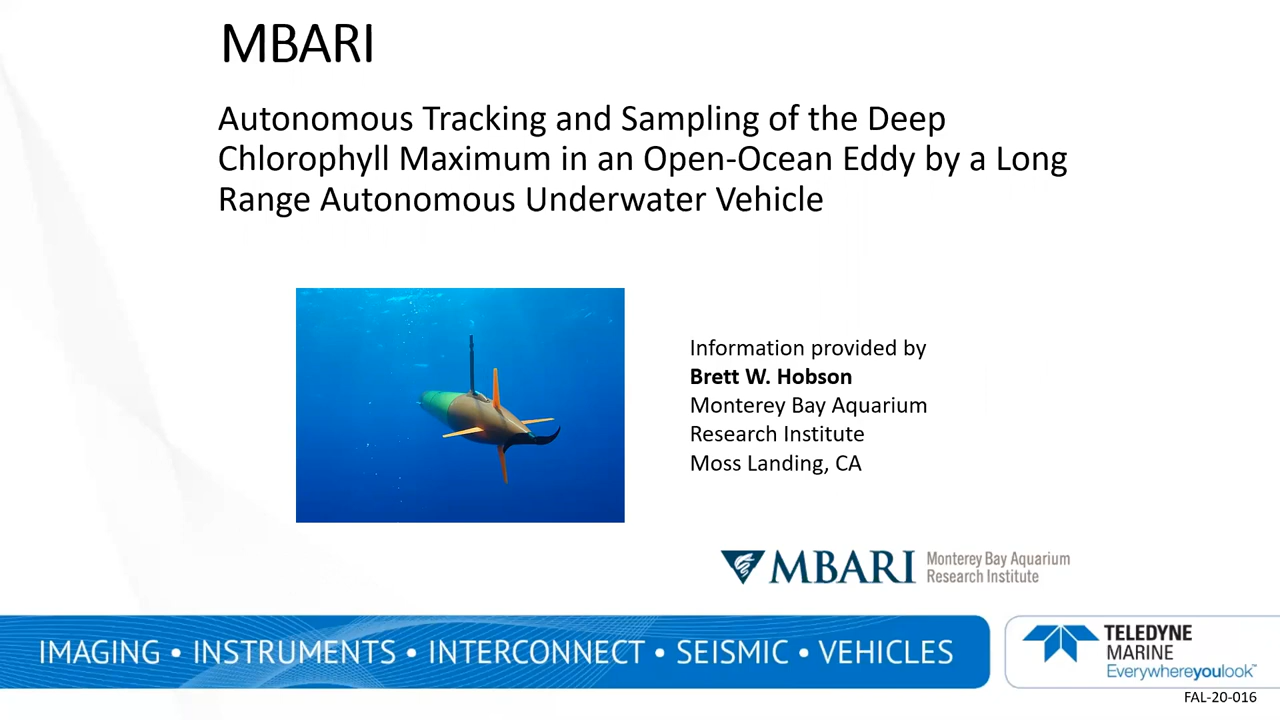 MBARI
Autonomous Tracking and Sampling of the Deep
Chlorophyll Maximum in an Open-Ocean Eddy by a Long
Range Autonomous Underwater Vehicle
Information provided by
Brett W. Hobson
Monterey Bay Aquarium
Research Institute
Moss Landing, CA
MBARI
Monterey Bay Aquarium
Research Institute
IMAGING • INSTRUMENTS • INTERCONNECT • SEISMIC • VEHICLES
TELEDYNE
MARINE
Everywhereyoulook™
FAL-20-016